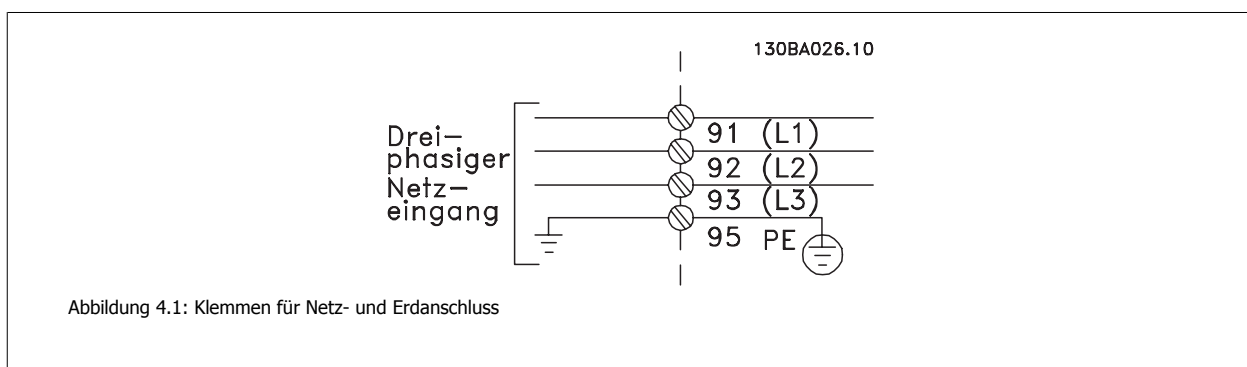 130BA026.10
Drei-
phasiger
Netz-
eingang
91 (L1)
92 (L2)
93 (L3)
95 PE
Abbildung 4.1: Klemmen für Netz- und Erdanschluss